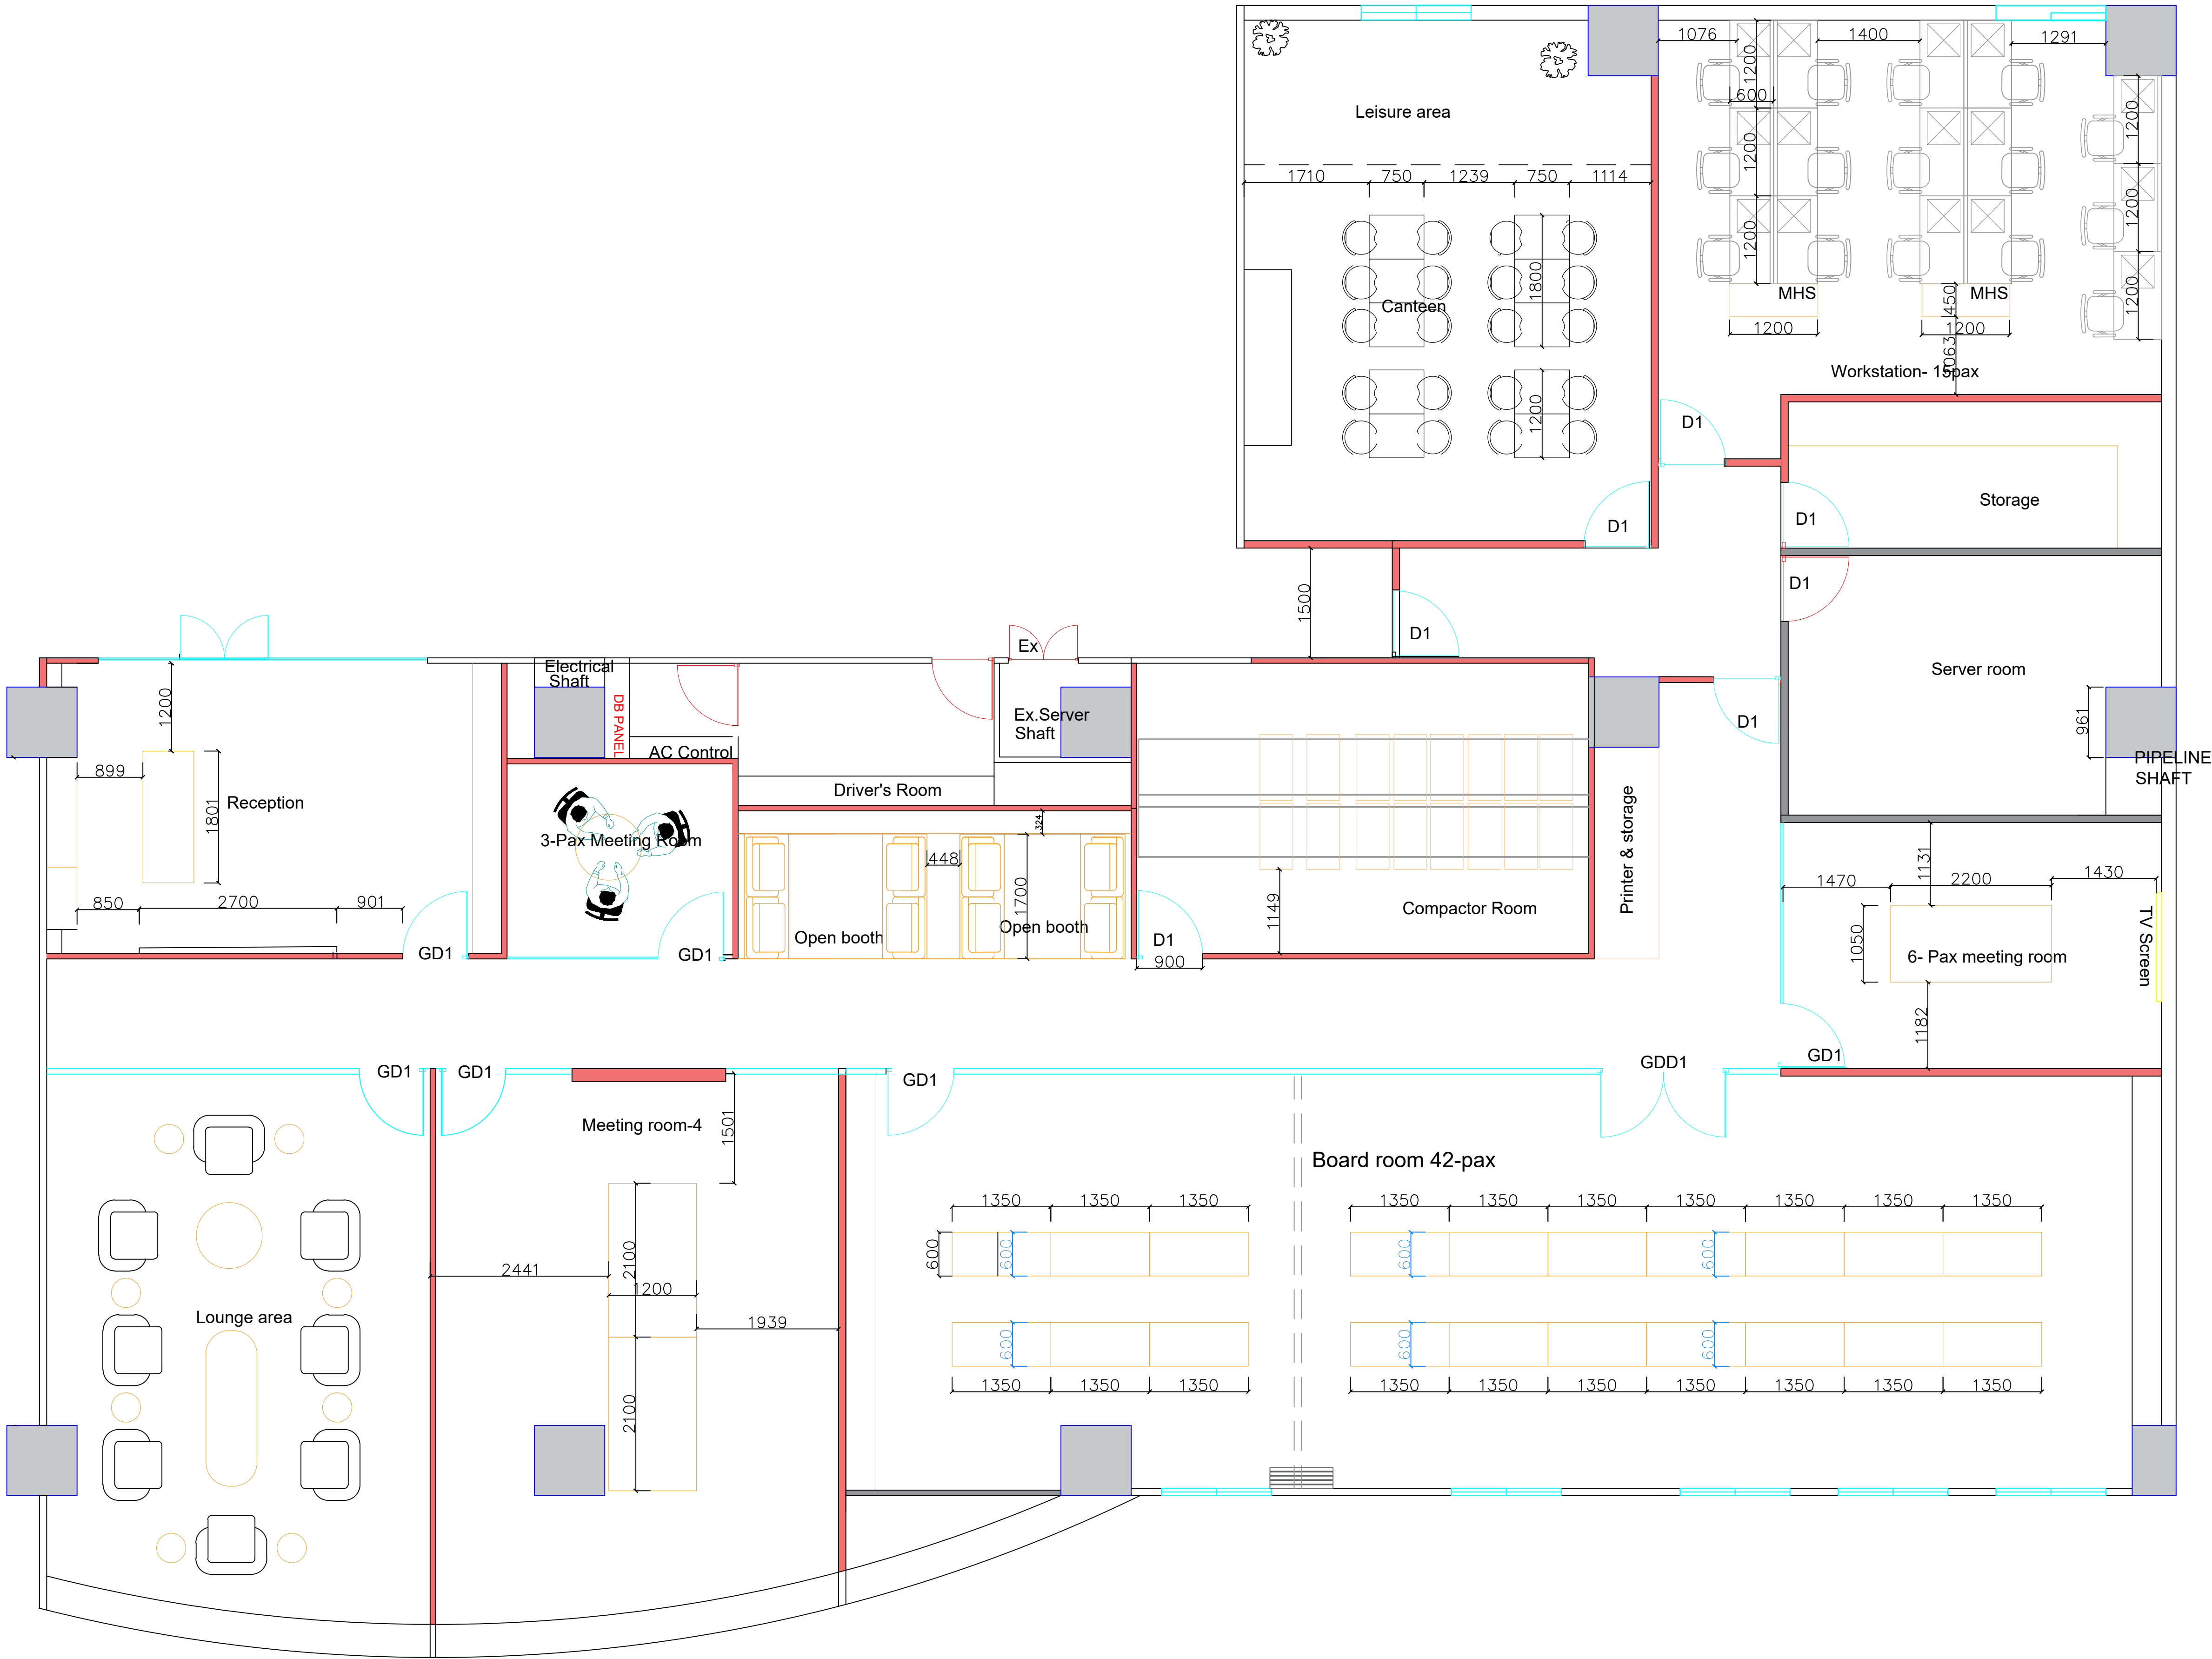 1076
1400
1291
1200
600
1200
1200
1200
1200
1200
Leisure area
1710
750
1239
750
1114
1800
Canteen
1200
MHS
MHS
450
1200
1200
1063
Workstation- 15pax
D1
Storage
D1
D1
D1
Server room
D1
D1
961
PIPELINE
SHAFT
1500
Ex
Electrical
Shaft
DB PANEL
AC Control
Ex.Server
Shaft
Driver's Room
1200
899
1801
Reception
850
2700
901
GD1
3-Pax Meeting Room
GD1
324
448
1700
Open booth
Open booth
D1
900
1149
Compactor Room
Printer & storage
1131
1470
2200
1430
1050
6- Pax meeting room
TV Screen
1182
GD1
GDD1
GD1
GD1
GD1
Meeting room-4
1501
2441
2100
1200
1939
2100
Lounge area
Board room 42-pax
1350 1350 1350
1350 1350 1350 1350 1350 1350 1350
600 600 600 600
600 600 600
1350 1350 1350
1350 1350 1350 1350 1350 1350 1350